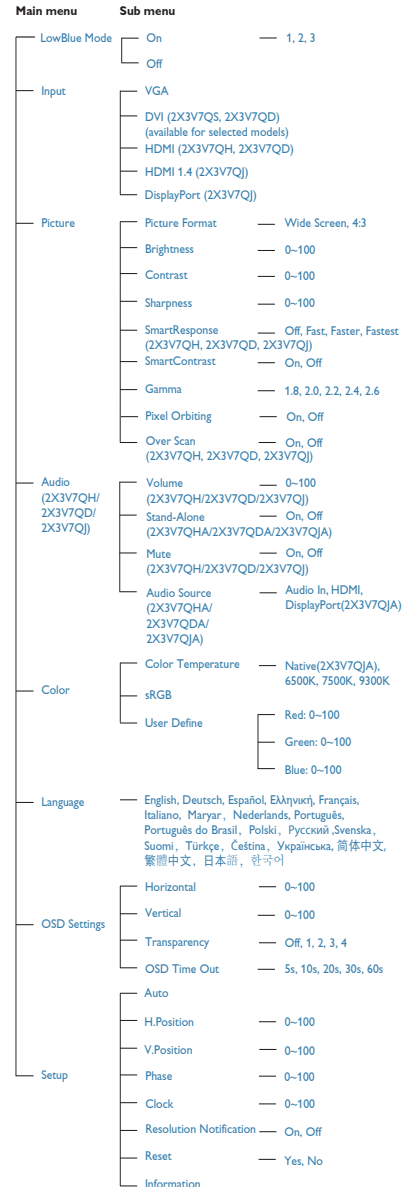 Main menu Sub menu
LowBlue Mode On 1, 2, 3
Off
Input VGA
DVI (2X3V7QS, 2X3V7QD)
(available for selected models)
HDMI (2X3V7QH, 2X3V7QD)
HDMI 1.4 (2X3V7QJ)
DisplayPort (2X3V7QJ)
Picture Picture Format Wide Screen, 4:3
Brightness 0~100
Contrast 0~100
Sharpness 0~100
SmartResponse Off, Fast, Faster, Fastest
(2X3V7QH, 2X3V7QD, 2X3V7QJ)
SmartContrast On, Off
Gamma 1.8, 2.0, 2.2, 2.4, 2.6
Pixel Orbiting On, Off
Over Scan On, Off
(2X3V7QH, 2X3V7QD, 2X3V7QJ)
Audio Volume 0~100
(2X3V7QH/ (2X3V7QH/2X3V7QD/2X3V7QJ)
2X3V7QD/ Stand-Alone On, Off
2X3V7QJ) (2X3V7QHA/2X3V7QDA/2X3V7QJA)
Mute On, Off
(2X3V7QH/2X3V7QD/2X3V7QJ)
Audio Source Audio In, HDMI,
(2X3V7QHA/ DisplayPort(2X3V7QJA)
2X3V7QDA/
2X3V7QJA)
Color Color Temperature Native(2X3V7QJA),
6500K, 7500K, 9300K
sRGB
User Define Red: 0~100
Green: 0~100
Blue: 0~100
Language English, Deutsch, Español, Ελληνική, Français,
Italiano, Maryar, Nederlands, Português,
Português do Brasil, Polski, Русский ,Svenska,
Suomi, Türkçe, Čeština, Українська, 简体中文,
繁體中文, 日本語, 한국어
OSD Settings Horizontal 0~100
Vertical 0~100
Transparency Off, 1, 2, 3, 4
OSD Time Out 5s, 10s, 20s, 30s, 60s
Setup Auto
H.Position 0~100
V.Position 0~100
Phase 0~100
Clock 0~100
Resolution Notification On, Off
Reset Yes, No
Information